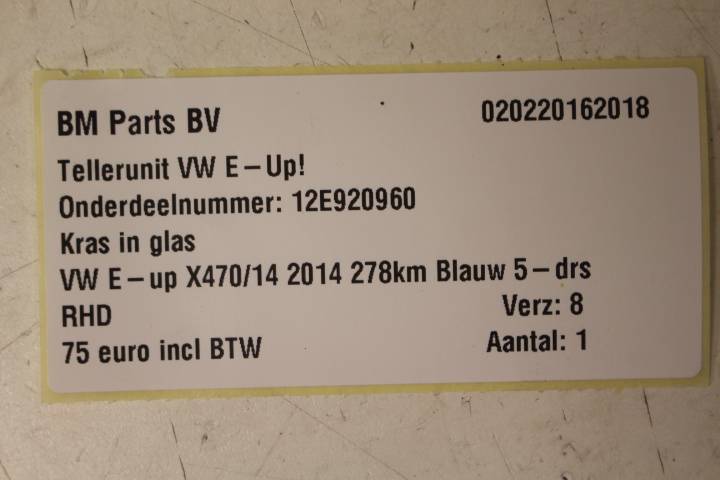 BM Parts BV 020220162018
Tellerunit VW E-Up!
Onderdeelnummer: 12E920960
Kras in glas
VW E-up X470/14 2014 278km Blauw 5-drs
RHD Verz: 8
75 euro incl BTW Aantal: 1